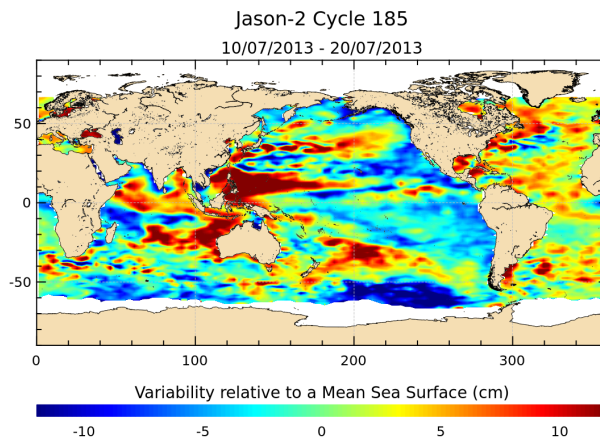 Jason-2 Cycle 185
10/07/2013 - 20/07/2013
50
0
-50
0 100 200 300
Variability relative to a Mean Sea Surface (cm)
-10 -5 0 5 10